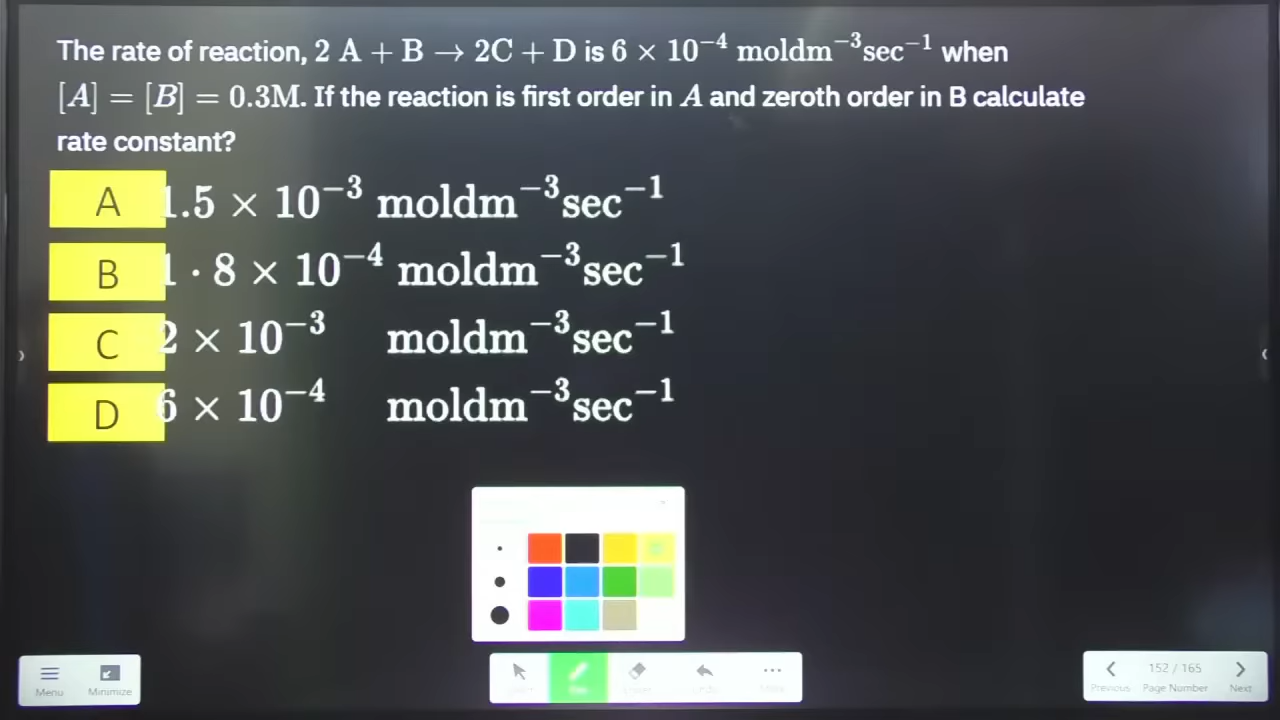 The rate of reaction, 2 A + B → 2C + D is 6 × 10⁻⁴ moldm⁻³sec⁻¹ when
[A] = [B] = 0.3M. If the reaction is first order in A and zeroth order in B calculate
rate constant?
A 1.5 × 10⁻³ moldm⁻³sec⁻¹
B 1 · 8 × 10⁻⁴ moldm⁻³sec⁻¹
C 2 × 10⁻³ moldm⁻³sec⁻¹
D 6 × 10⁻⁴ moldm⁻³sec⁻¹
Menu Minimize
152 / 165
Previous Page Number Next